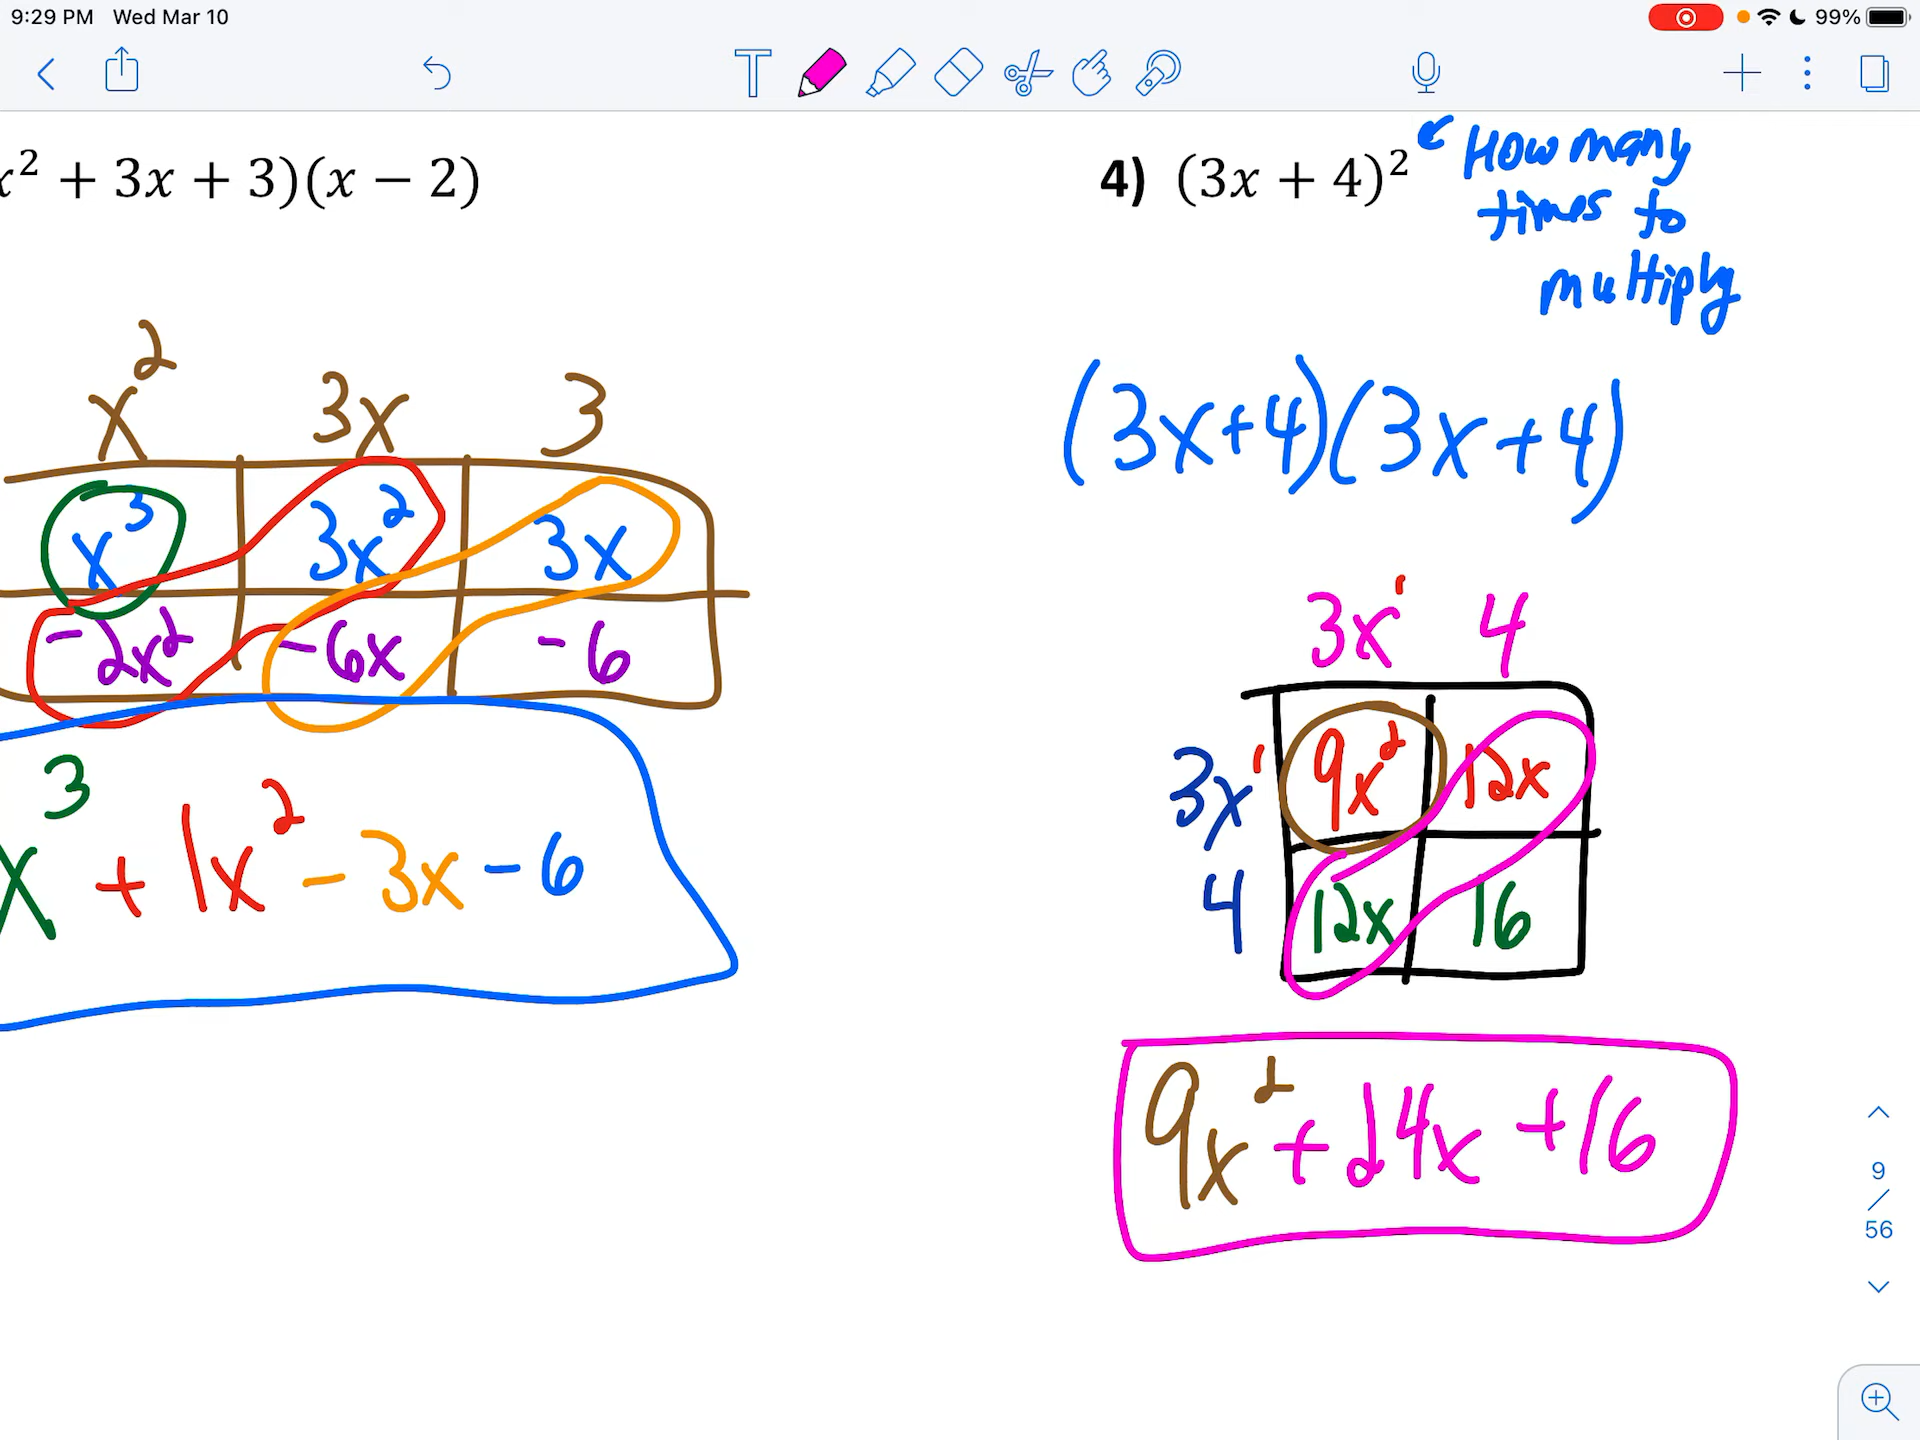 9:29 PM Wed Mar 10
99%
x² + 3x + 3)(x − 2)
x² 3x 3
x³ 3x² 3x
-2x² -6x -6
x³ + 1x² - 3x - 6
4) (3x + 4)²
How many
times to
multiply
(3x+4)(3x+4)
3x¹ 4
3x¹ 9x² 12x
4 12x 16
9x² + 24x + 16
9
/
56